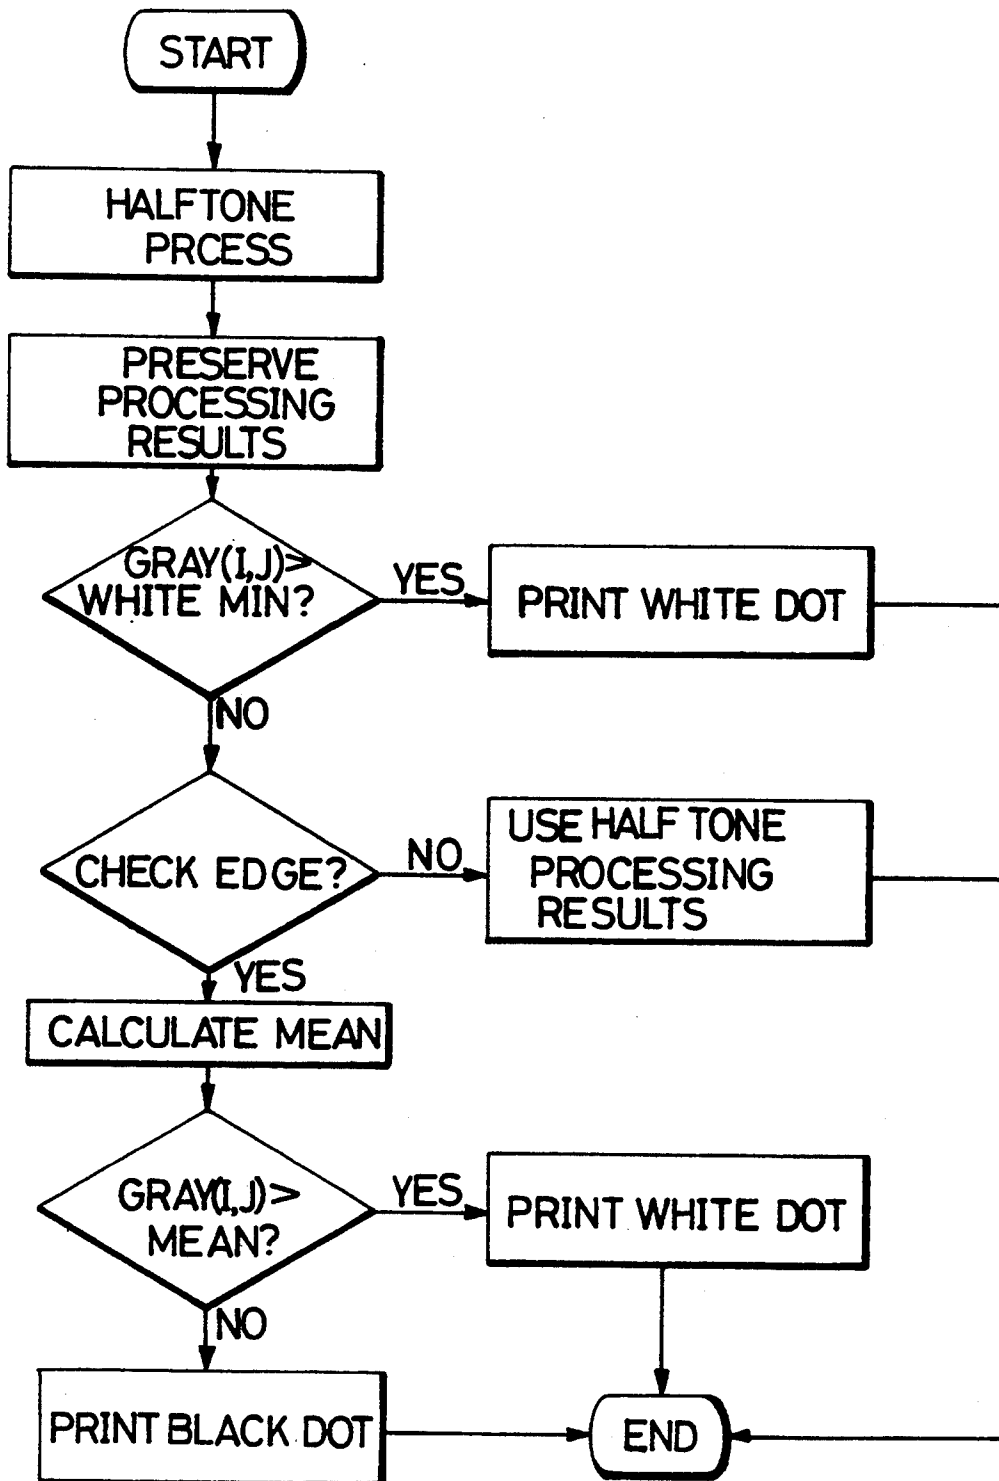 START
HALFTONE
PRCESS
PRESERVE
PROCESSING
RESULTS
GRAY(I,J)>
WHITE MIN?
YES
PRINT WHITE DOT
NO
CHECK EDGE?
NO
USE HALF TONE
PROCESSING
RESULTS
YES
CALCULATE MEAN
GRAY(I,J)>
MEAN?
YES
PRINT WHITE DOT
NO
PRINT BLACK DOT
END